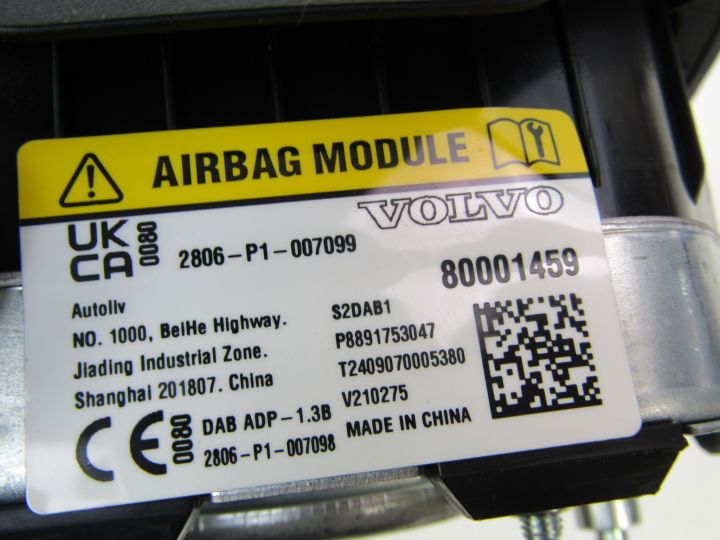 AIRBAG MODULE
VOLVO
UK
CA
0080
2806-P1-007099
80001459
Autoliv
NO. 1000, BeiHe Highway.
Jiading Industrial Zone.
Shanghai 201807. China
S2DAB1
P8891753047
T2409070005380
V210275
MADE IN CHINA
CE
0080
DAB ADP-1.3B
2806-P1-007098